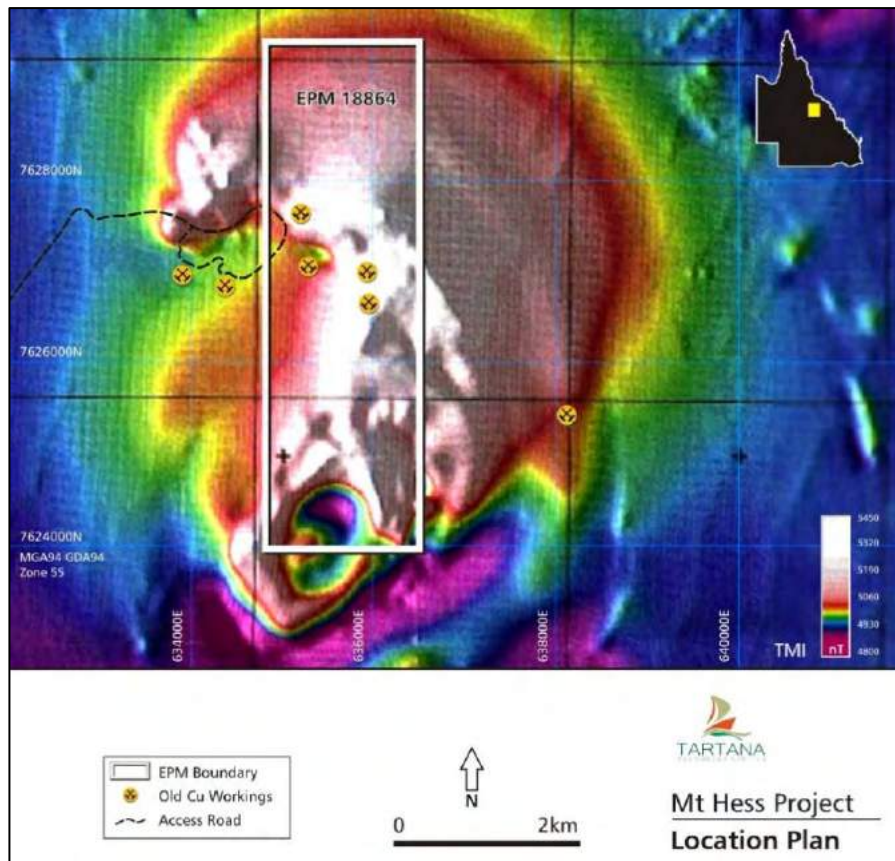 EPM 18864
7628000N
7626000N
7624000N
MGA94 GDA94
Zone 55
634000E
636000E
638000E
640000E
5450
5320
5190
5060
4930
4800
TMI
nT
EPM Boundary
Old Cu Workings
Access Road
N
0
2km
TARTANA
Mt Hess Project
Location Plan